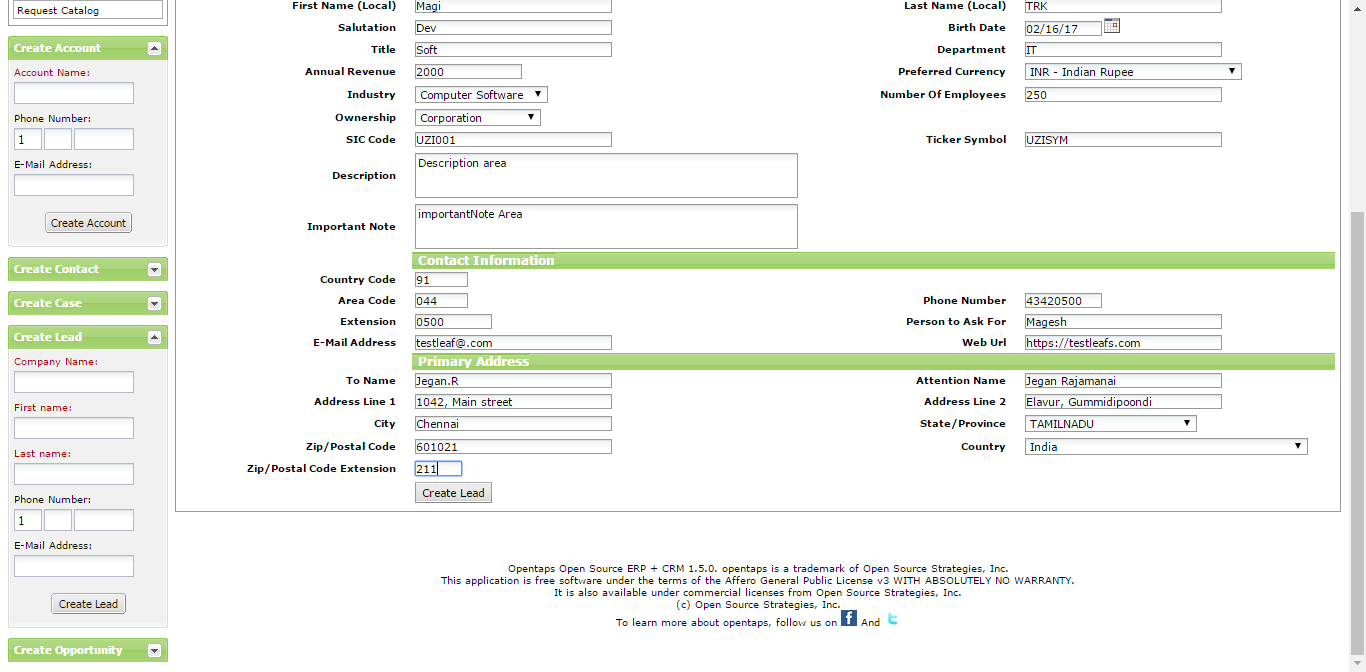 Request Catalog
Create Account
Account Name:
Phone Number:
1
E-Mail Address:
Create Account
Create Contact
Create Case
Create Lead
Company Name:
First name:
Last name:
Phone Number:
1
E-Mail Address:
Create Lead
Create Opportunity
First Name (Local) Magi Last Name (Local) TRK
Salutation Dev Birth Date 02/16/17
Title Soft Department IT
Annual Revenue 2000 Preferred Currency INR - Indian Rupee
Industry Computer Software Number Of Employees 250
Ownership Corporation
SIC Code UZI001 Ticker Symbol UZISYM
Description Description area
Important Note importantNote Area
Contact Information
Country Code 91
Area Code 044 Phone Number 43420500
Extension 0500 Person to Ask For Magesh
E-Mail Address testleaf@.com Web Url https://testleafs.com
Primary Address
To Name Jegan.R Attention Name Jegan Rajamanai
Address Line 1 1042, Main street Address Line 2 Elavur, Gummidipoondi
City Chennai State/Province TAMILNADU
Zip/Postal Code 601021 Country India
Zip/Postal Code Extension 211
Create Lead
Opentaps Open Source ERP + CRM 1.5.0. opentaps is a trademark of Open Source Strategies, Inc.
This application is free software under the terms of the Affero General Public License v3 WITH ABSOLUTELY NO WARRANTY.
It is also available under commercial licenses from Open Source Strategies, Inc.
(c) Open Source Strategies, Inc.
To learn more about opentaps, follow us on f And t